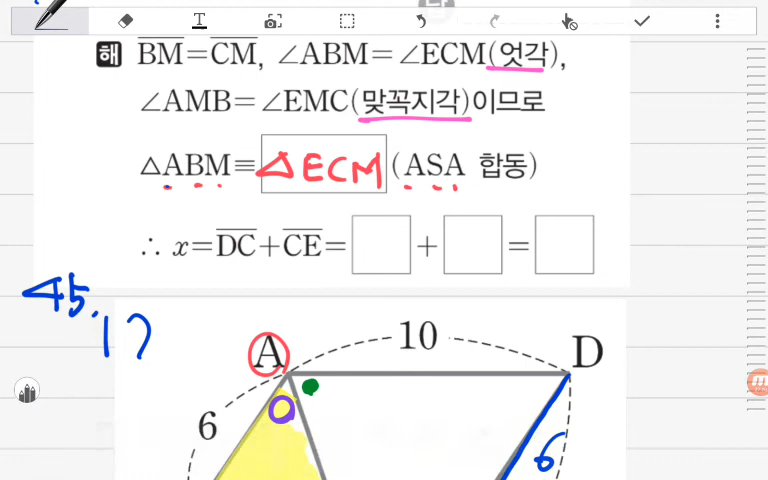 해 BM=CM, ∠ABM=∠ECM(엇각),
∠AMB=∠EMC(맞꼭지각)이므로
△ABM≡△ECM(ASA 합동)
∴ x=DC+CE=□+□=□
45.17
A 10 D
6 6